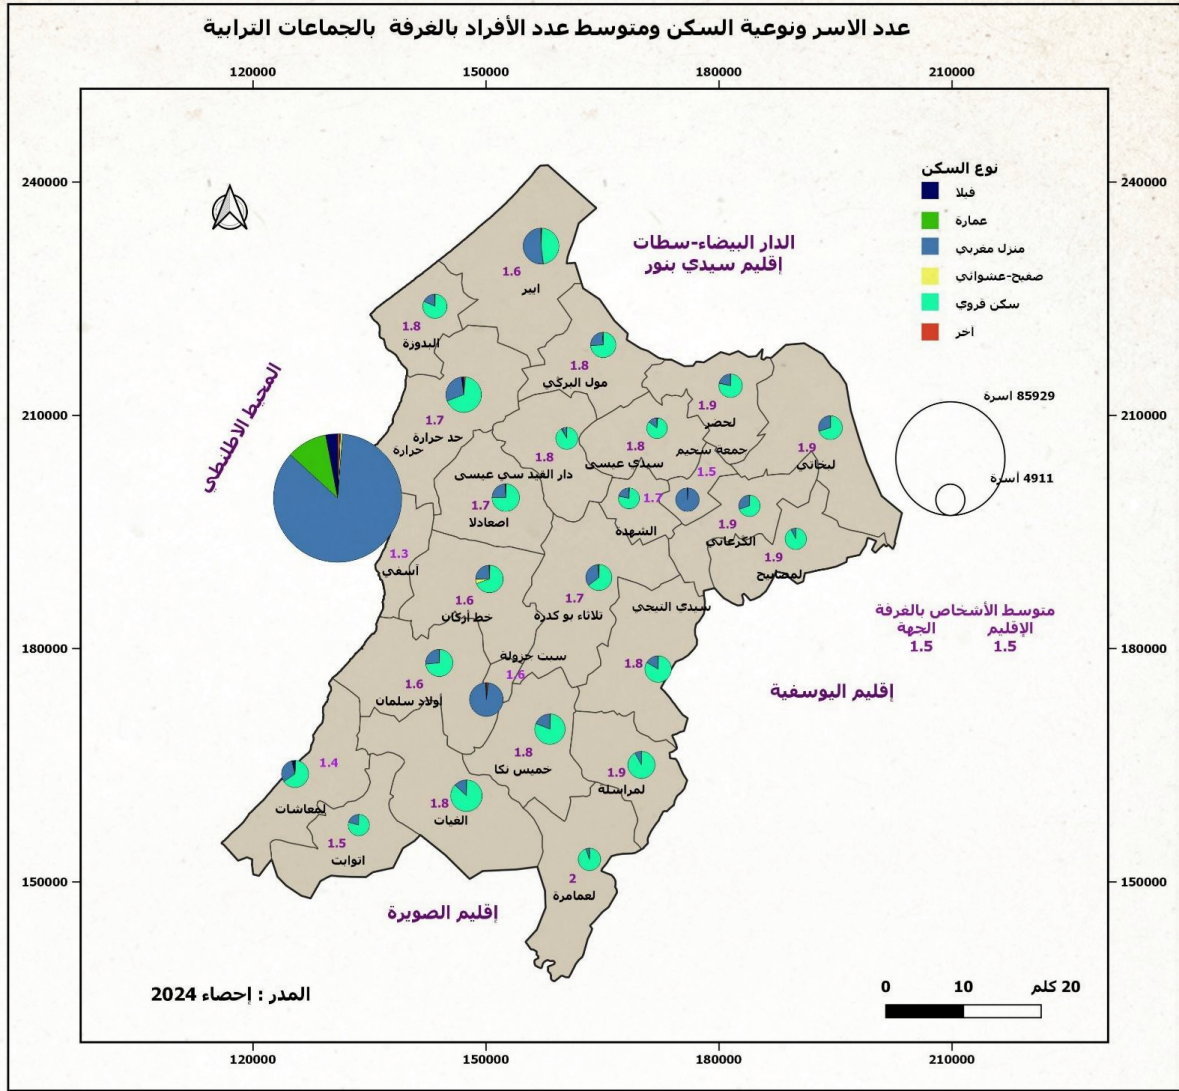 عدد الاسر ونوعية السكن ومتوسط عدد الأفراد بالغرفة بالجماعات الترابية
120000 150000 180000 210000
240000 240000
نوع السكن
فيلا
عمارة
منزل مغربي
صفيح-عشوائي
سكن قروي
آخر
الدار البيضاء-سطات
إقليم سيدي بنور
1.6
ايير
1.8
البدوزة
1.8
مول البركي
المحيط الاطلنطي
1.9
لحضر
85929 اسرة
210000 210000
1.7
حد حرارة
حرارة
1.8
دار القيد سي عيسى
1.8
سيدي عيسى
جمعة سحيم
1.5
1.9
لبخاتي
4911 أسرة
1.7
اصعادلا
1.7
الشهدة
1.9
الكرعاني
1.9
لمصابيح
1.3
آسفي
1.6
خط أزكان
1.7
ثلاثاء بو كدرة
سيدي التيجي
متوسط الأشخاص بالغرفة
الإقليم الجهة
1.5 1.5
180000 180000
سبت جزولة
1.6
1.8
إقليم اليوسفية
1.6
أولاد سلمان
1.4
لمعاشات
1.8
خميس نكا
1.9
لمراسلة
1.8
الغيات
1.5
اتوابت
150000 150000
2
لعمامرة
إقليم الصويرة
المدر : إحصاء 2024
0 10 20 كلم
120000 150000 180000 210000